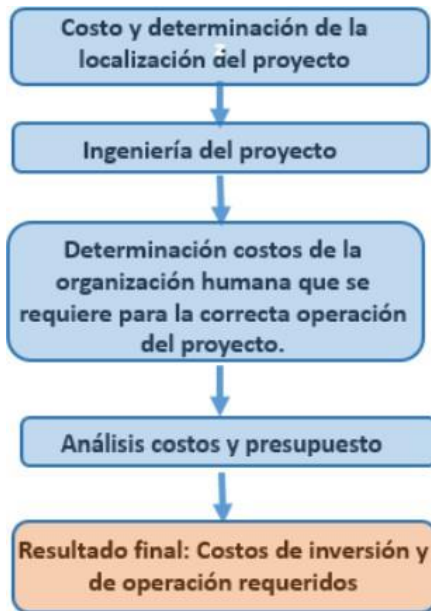 Costo y determinación de la
localización del proyecto
Ingeniería del proyecto
Determinación costos de la
organización humana que se
requiere para la correcta operación
del proyecto.
Análisis costos y presupuesto
Resultado final: Costos de inversión y
de operación requeridos